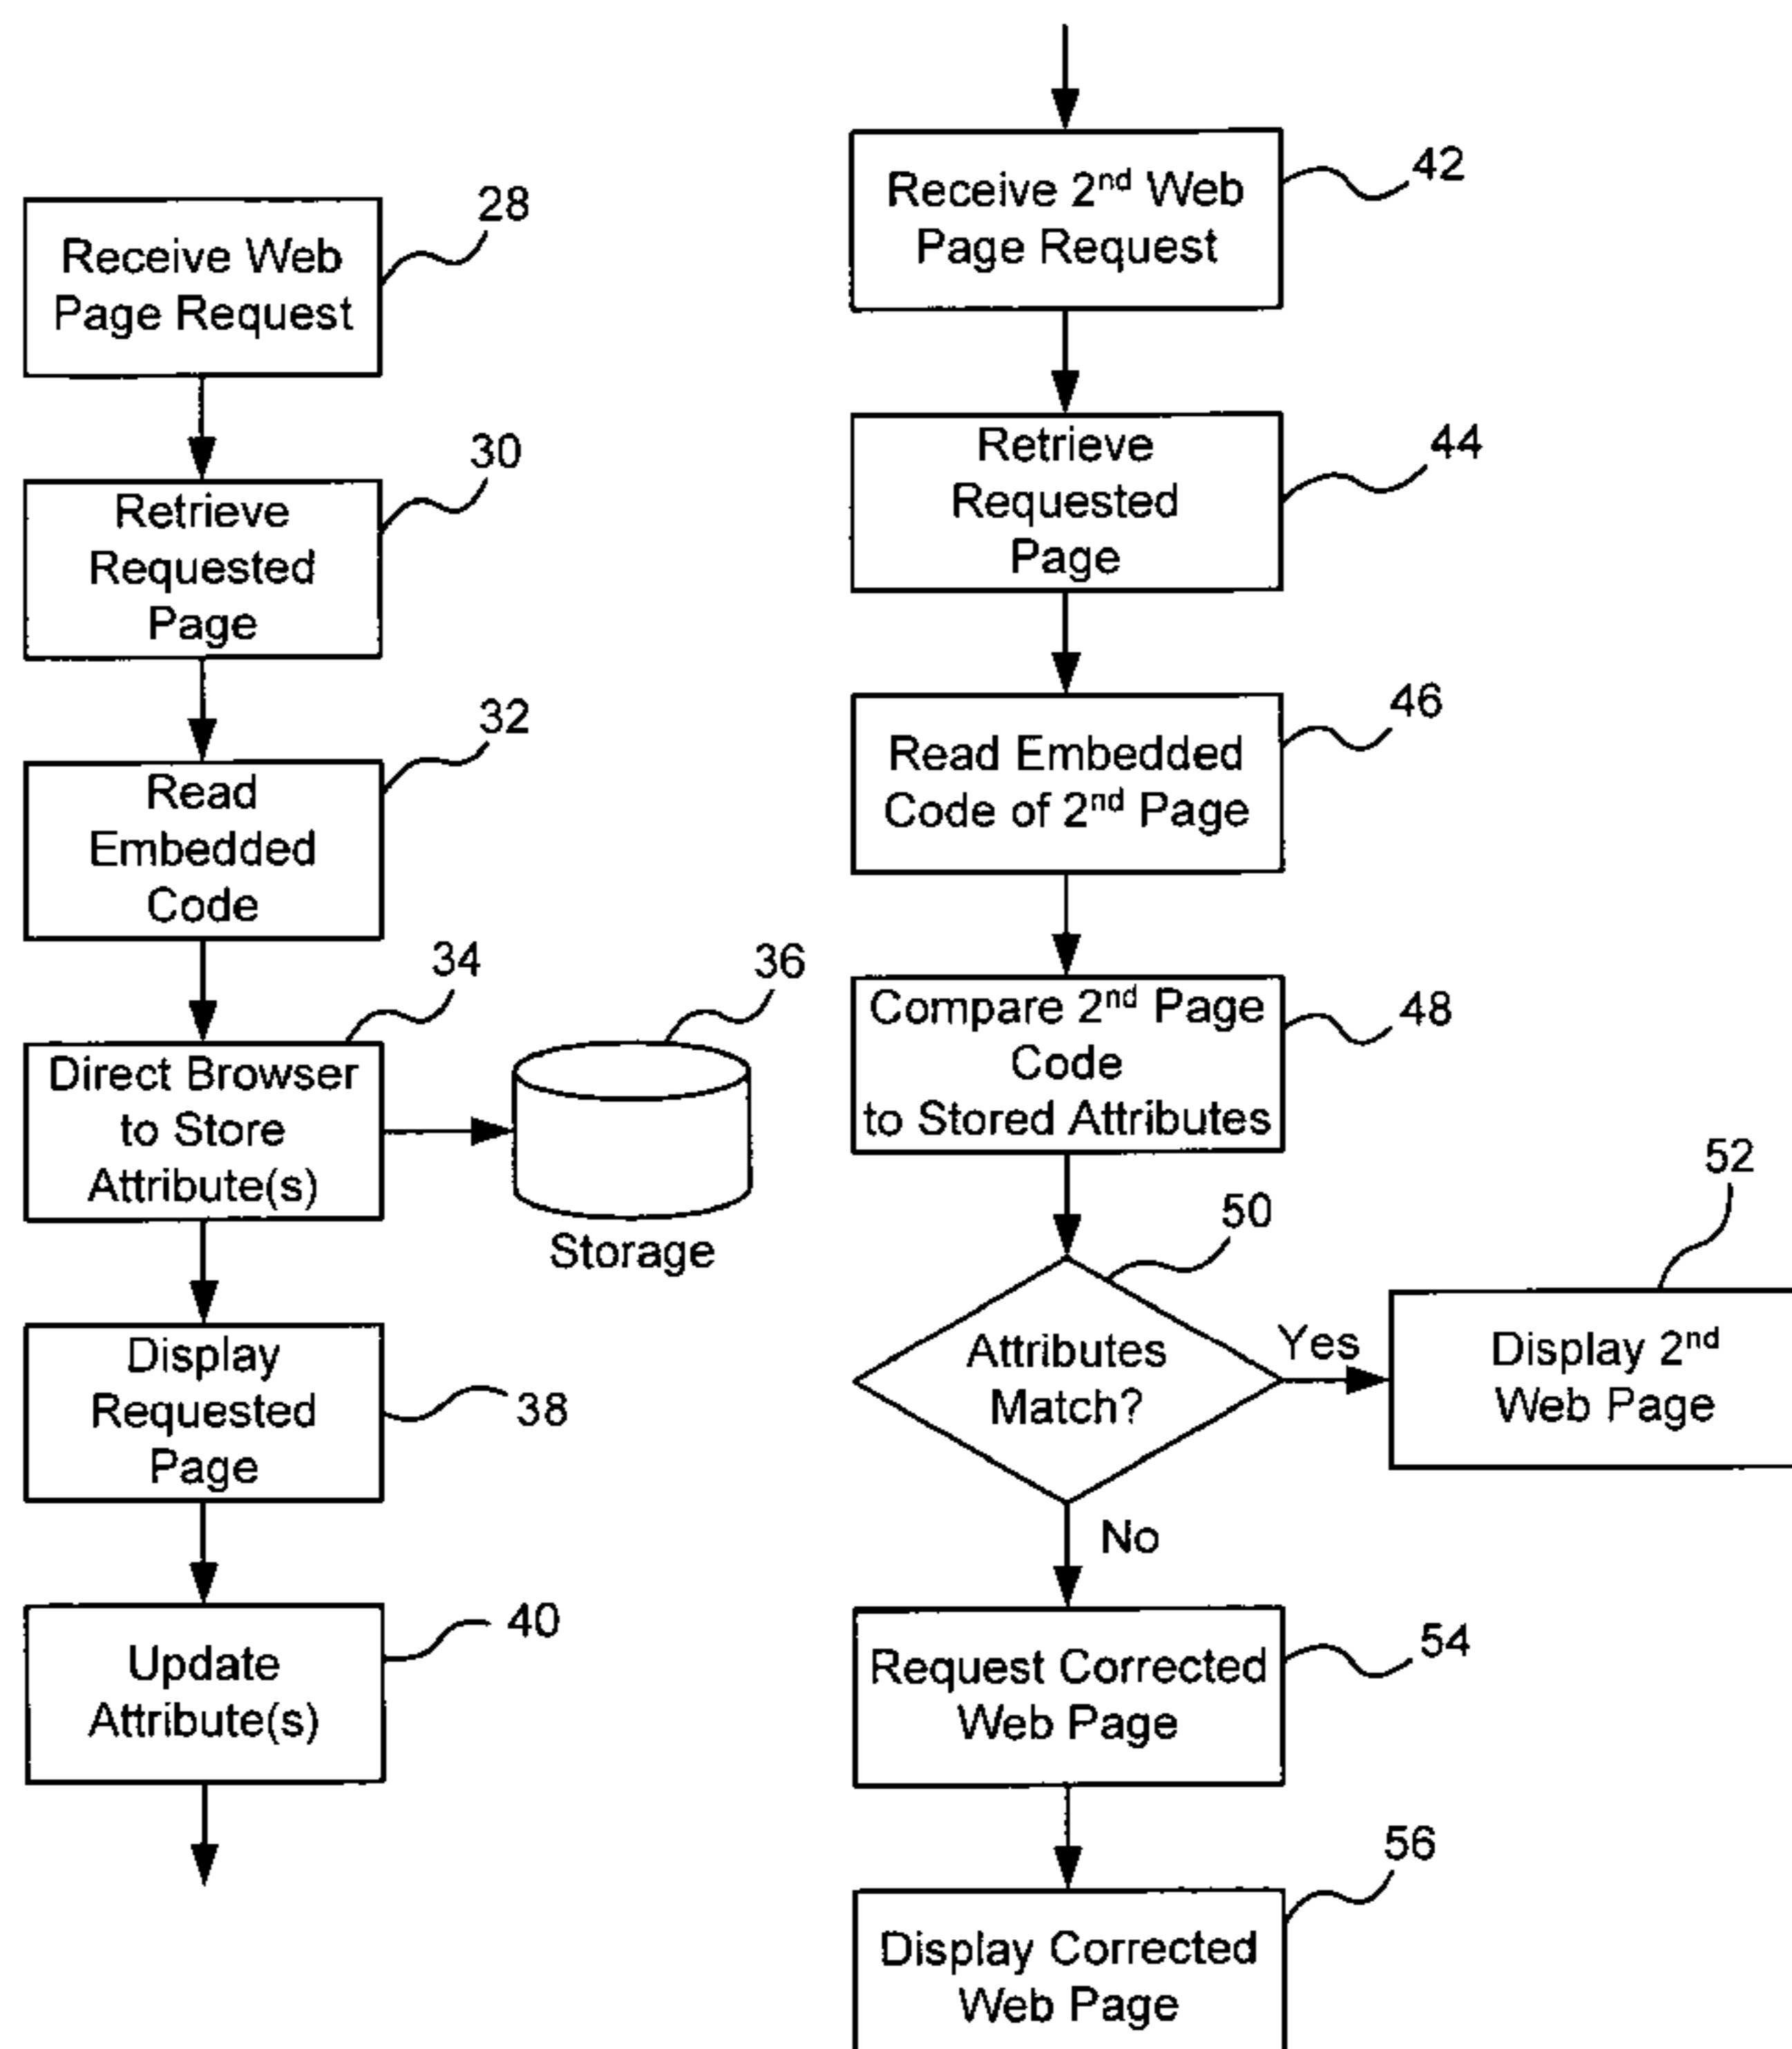 28
Receive Web
Page Request
30
Retrieve
Requested
Page
32
Read
Embedded
Code
34
Direct Browser
to Store
Attribute(s)
36
Storage
Display
Requested
Page
38
40
Update
Attribute(s)
42
Receive 2nd Web
Page Request
44
Retrieve
Requested
Page
46
Read Embedded
Code of 2nd Page
48
Compare 2nd Page
Code
to Stored Attributes
50
Attributes
Match?
Yes
52
Display 2nd
Web Page
No
54
Request Corrected
Web Page
56
Display Corrected
Web Page